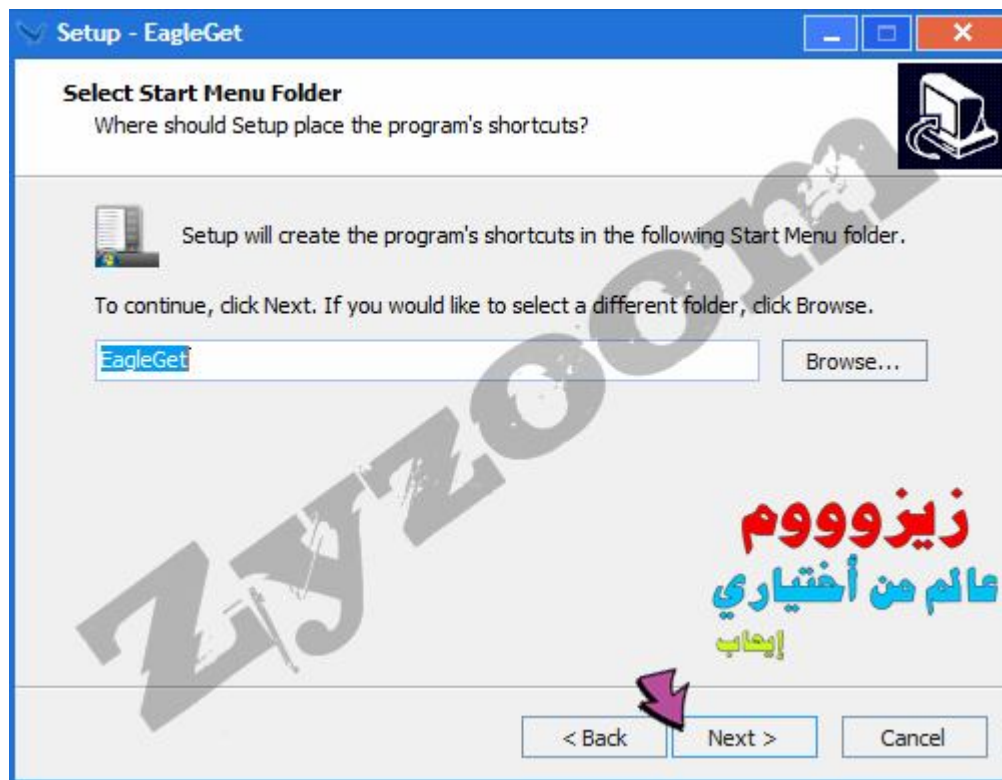 Setup - EagleGet
Select Start Menu Folder
Where should Setup place the program's shortcuts?
Setup will create the program's shortcuts in the following Start Menu folder.
To continue, click Next. If you would like to select a different folder, click Browse.
EagleGet
Browse...
Zyzoom
زيزوووم
عالم من أختياري
إيهاب
< Back
Next >
Cancel